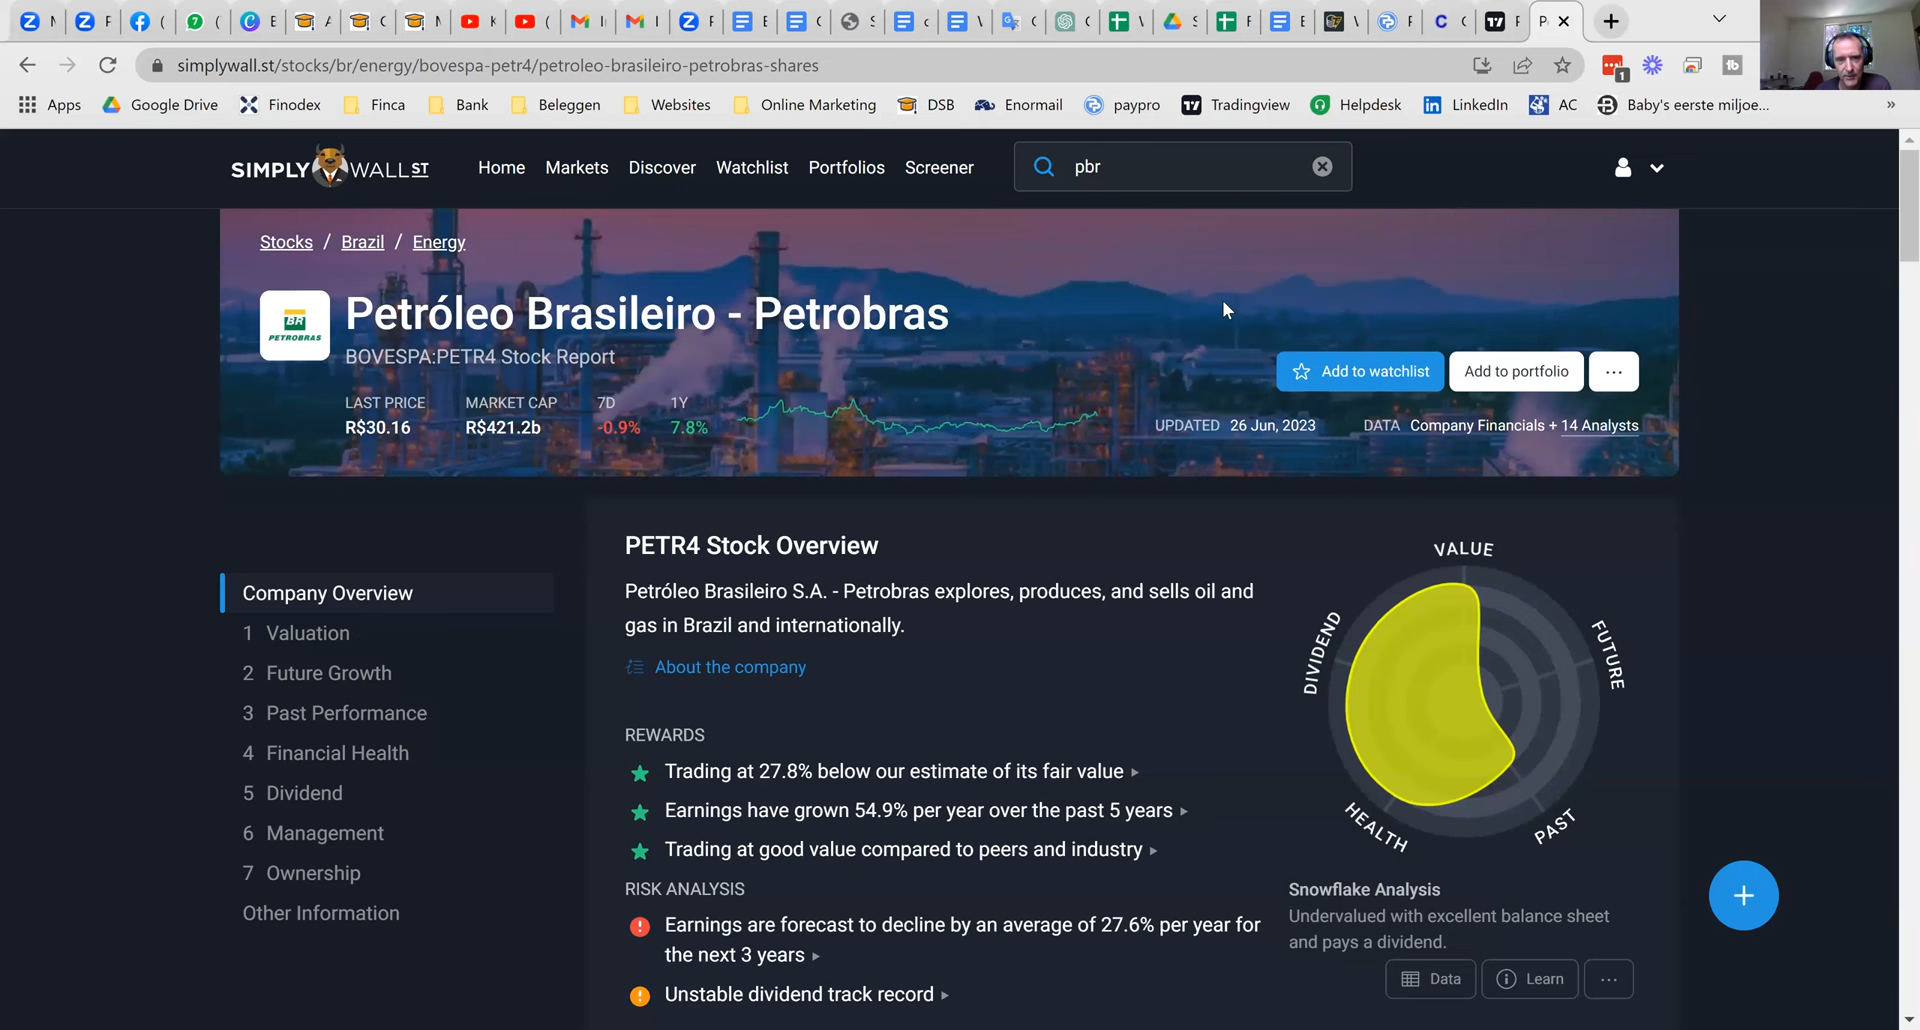 simplywall.st/stocks/br/energy/bovespa-petr4/petroleo-brasileiro-petrobras-shares
1
Apps Google Drive Finodex Finca Bank Beleggen Websites Online Marketing DSB Enormail paypro Tradingview Helpdesk LinkedIn AC Baby's eerste miljoe... »
SIMPLY WALL ST Home Markets Discover Watchlist Portfolios Screener pbr
Stocks / Brazil / Energy
BR
PETROBRAS
Petróleo Brasileiro - Petrobras
BOVESPA:PETR4 Stock Report
Add to watchlist Add to portfolio ...
LAST PRICE MARKET CAP 7D 1Y
R$30.16 R$421.2b -0.9% 7.8%
UPDATED 26 Jun, 2023 DATA Company Financials + 14 Analysts
Company Overview
1 Valuation
2 Future Growth
3 Past Performance
4 Financial Health
5 Dividend
6 Management
7 Ownership
Other Information
PETR4 Stock Overview
Petróleo Brasileiro S.A. - Petrobras explores, produces, and sells oil and
gas in Brazil and internationally.
About the company
REWARDS
Trading at 27.8% below our estimate of its fair value
Earnings have grown 54.9% per year over the past 5 years
Trading at good value compared to peers and industry
RISK ANALYSIS
Earnings are forecast to decline by an average of 27.6% per year for
the next 3 years
Unstable dividend track record
VALUE
FUTURE
PAST
HEALTH
DIVIDEND
Snowflake Analysis
Undervalued with excellent balance sheet
and pays a dividend.
Data Learn ...